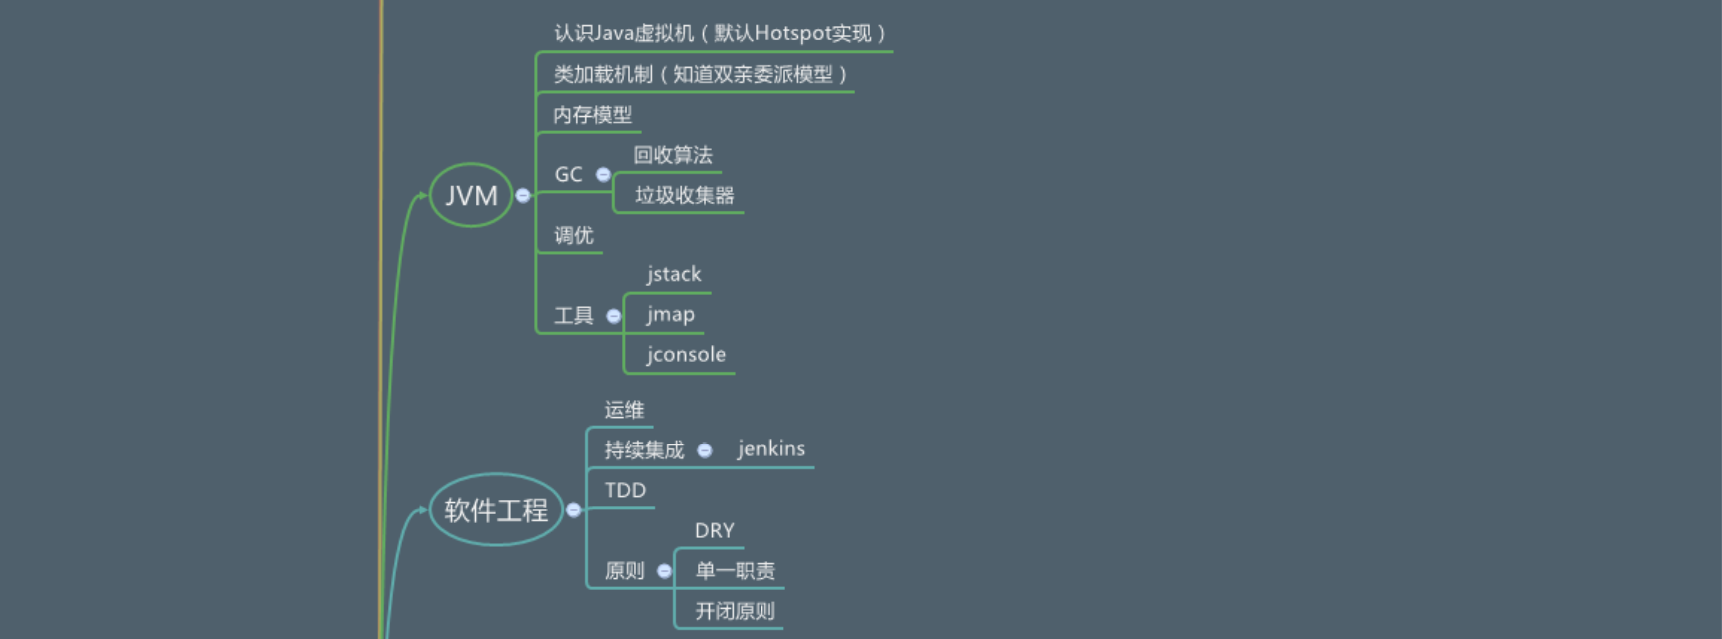 认识Java虚拟机（默认Hotspot实现）
类加载机制（知道双亲委派模型）
内存模型
回收算法
GC
垃圾收集器
JVM
调优
jstack
工具
jmap
jconsole
运维
持续集成 jenkins
TDD
软件工程
DRY
原则
单一职责
开闭原则